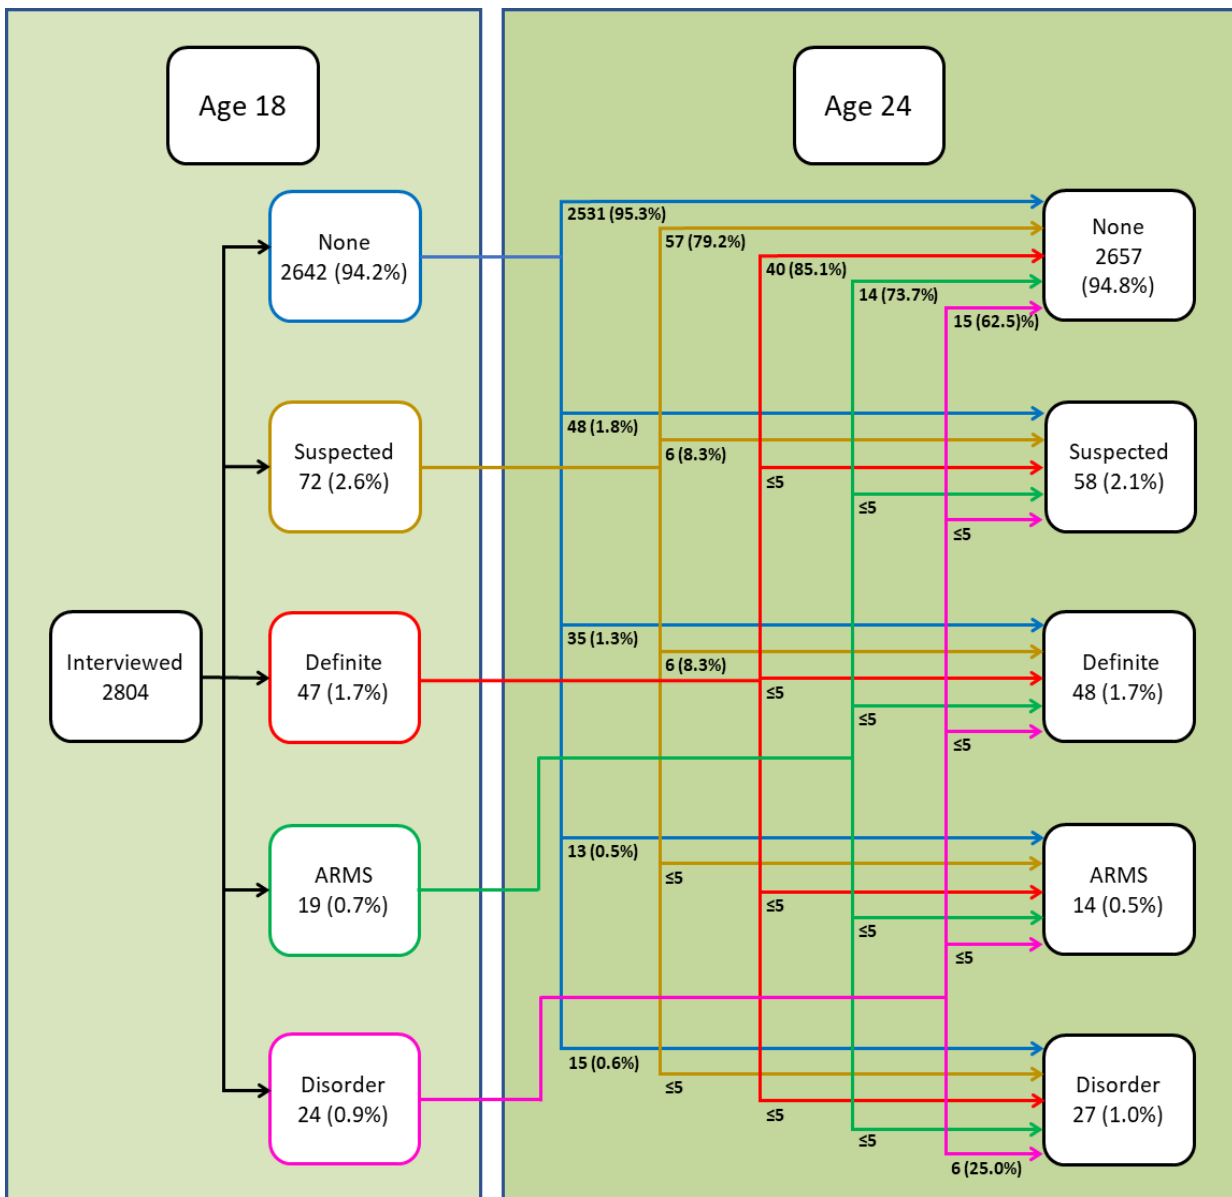 Age 18
Age 24
Interviewed
2804
None
2642 (94.2%)
Suspected
72 (2.6%)
Definite
47 (1.7%)
ARMS
19 (0.7%)
Disorder
24 (0.9%)
2531 (95.3%)
57 (79.2%)
40 (85.1%)
14 (73.7%)
15 (62.5)%)
None
2657
(94.8%)
48 (1.8%)
6 (8.3%)
≤5
≤5
≤5
Suspected
58 (2.1%)
35 (1.3%)
6 (8.3%)
≤5
≤5
≤5
Definite
48 (1.7%)
13 (0.5%)
≤5
≤5
≤5
≤5
ARMS
14 (0.5%)
15 (0.6%)
≤5
≤5
≤5
6 (25.0%)
Disorder
27 (1.0%)